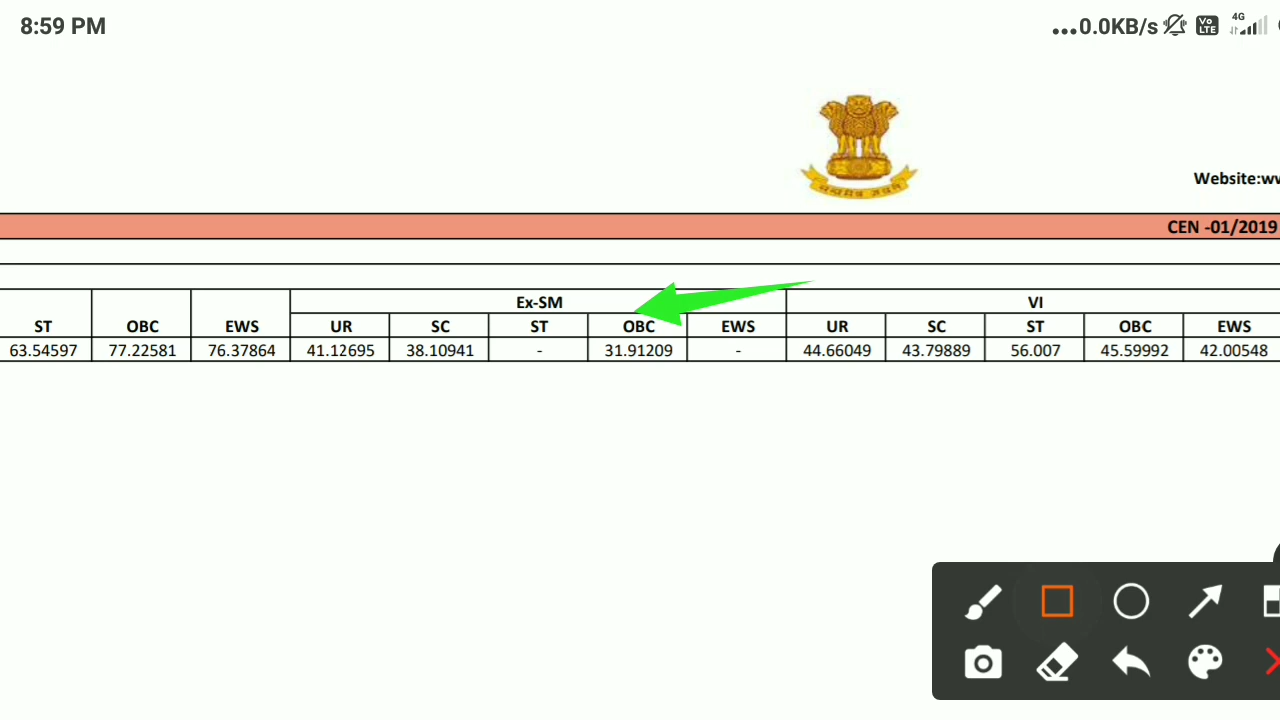 8:59 PM
...0.0KB/s Vo LTE 4G
Website:
CEN -01/2019
Ex-SM VI
ST OBC EWS UR SC ST OBC EWS UR SC ST OBC EWS
63.54597 77.22581 76.37864 41.12695 38.10941 - 31.91209 - 44.66049 43.79889 56.007 45.59992 42.00548